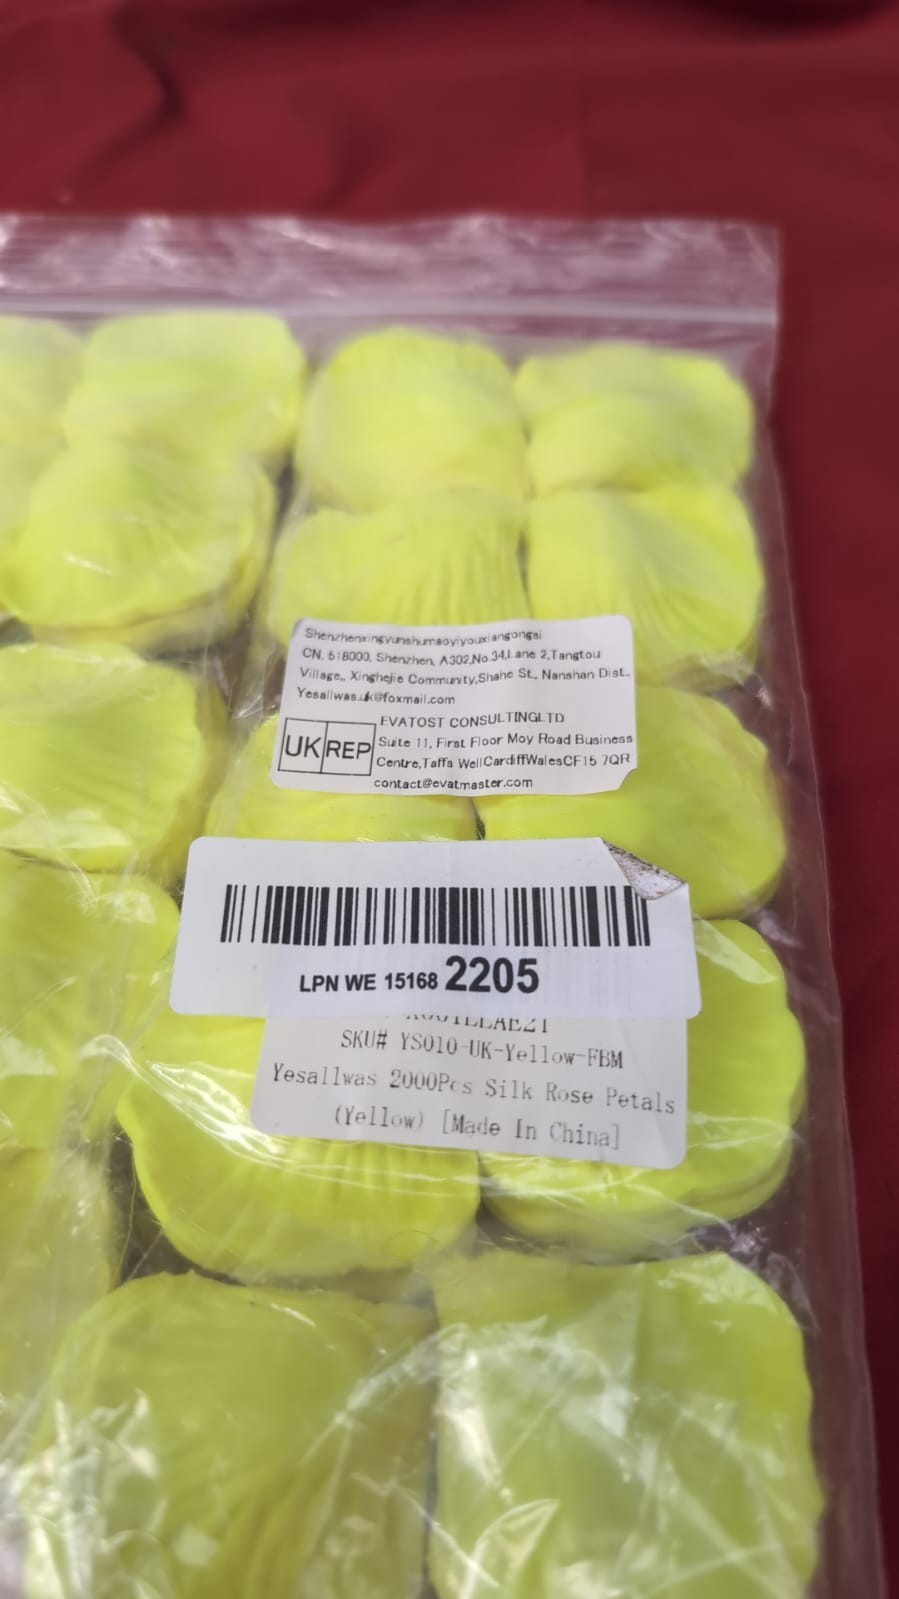 Shenzhenxingyunshumaoyiyouxiangongsi
CN, 518000, Shenzhen, A302,No.34,Lane 2,Tangtou
Village,, Xinghejie Community,Shahe St., Nanshan Dist.,
Yesallwas.uk@foxmail.com
UK REP
EVATOST CONSULTINGLTD
Suite 11, First Floor Moy Road Business
Centre,Taffs WellCardiffWalesCF15 7QR
contact@evatmaster.com
LPN WE 15168 2205
SKU# YS010-UK-Yellow-FBM
Yesallwas 2000Pcs Silk Rose Petals
(Yellow) [Made In China]